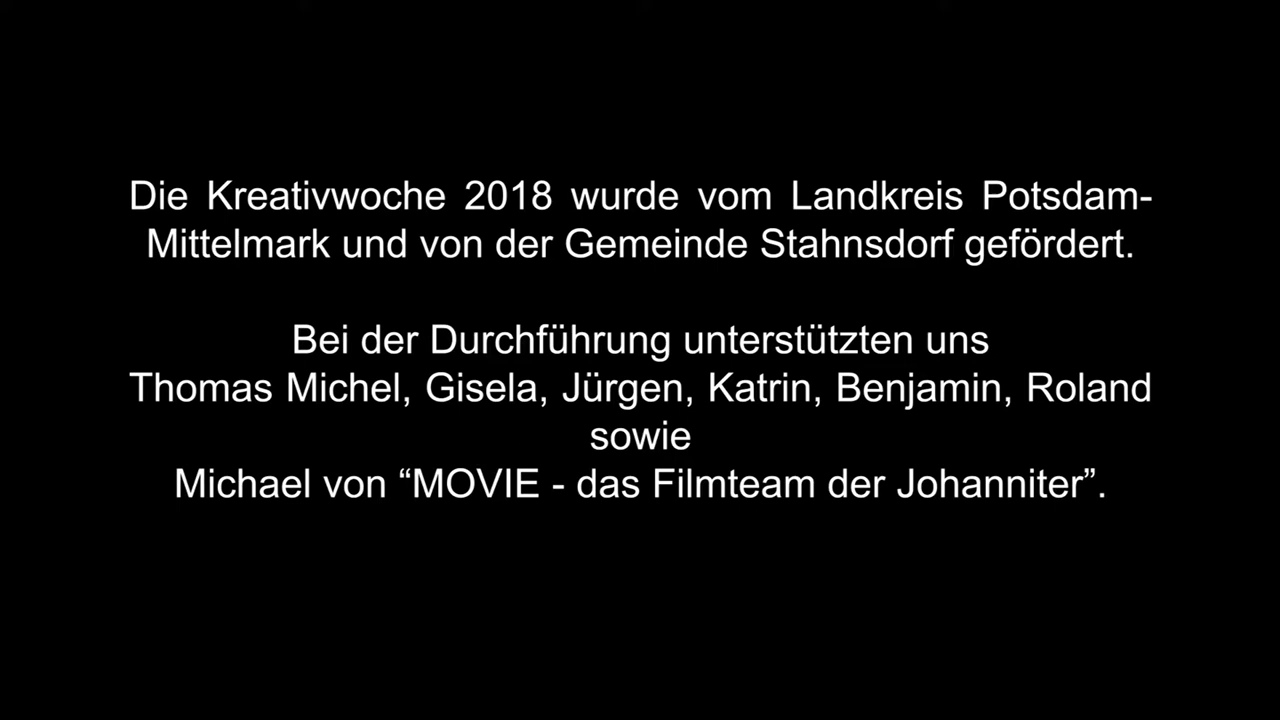 Die Kreativwoche 2018 wurde vom Landkreis Potsdam-
Mittelmark und von der Gemeinde Stahnsdorf gefördert.
Bei der Durchführung unterstützten uns
Thomas Michel, Gisela, Jürgen, Katrin, Benjamin, Roland
sowie
Michael von “MOVIE - das Filmteam der Johanniter”.